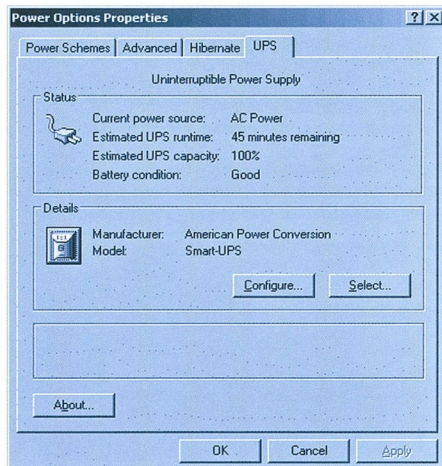 Power Options Properties
Power Schemes Advanced Hibernate UPS
Uninterruptible Power Supply
Status
Current power source: AC Power
Estimated UPS runtime: 45 minutes remaining
Estimated UPS capacity: 100%
Battery condition: Good
Details
Manufacturer: American Power Conversion
Model: Smart-UPS
Configure... Select...
About...
OK Cancel Apply